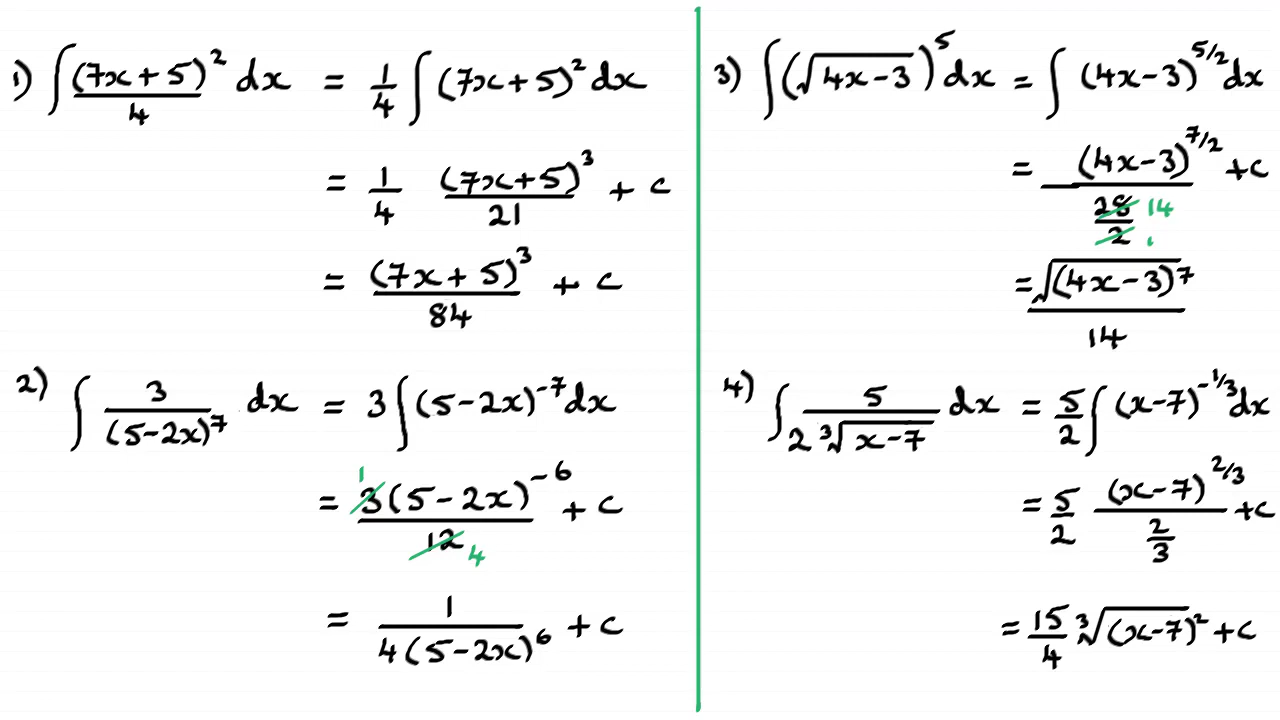 1) ∫ (7x + 5)²/4 dx = 1/4 ∫ (7x + 5)² dx
= 1/4 (7x + 5)³/21 + c
= (7x + 5)³/84 + c
2) ∫ 3/(5 - 2x)⁷ dx = 3 ∫ (5 - 2x)⁻⁷ dx
= 3 1 (5 - 2x)⁻⁶/12 4 + c
= 1/4(5 - 2x)⁶ + c
3) ∫ (√4x - 3)⁵ dx = ∫ (4x - 3)^5/2 dx
= (4x - 3)^7/2 / 28/2 14 1 + c
= √(4x - 3)⁷/14
4) ∫ 5/2 ³√x - 7 dx = 5/2 ∫ (x - 7)^-1/3 dx
= 5/2 (x - 7)^2/3 / 2/3 + c
= 15/4 ³√(x - 7)² + c